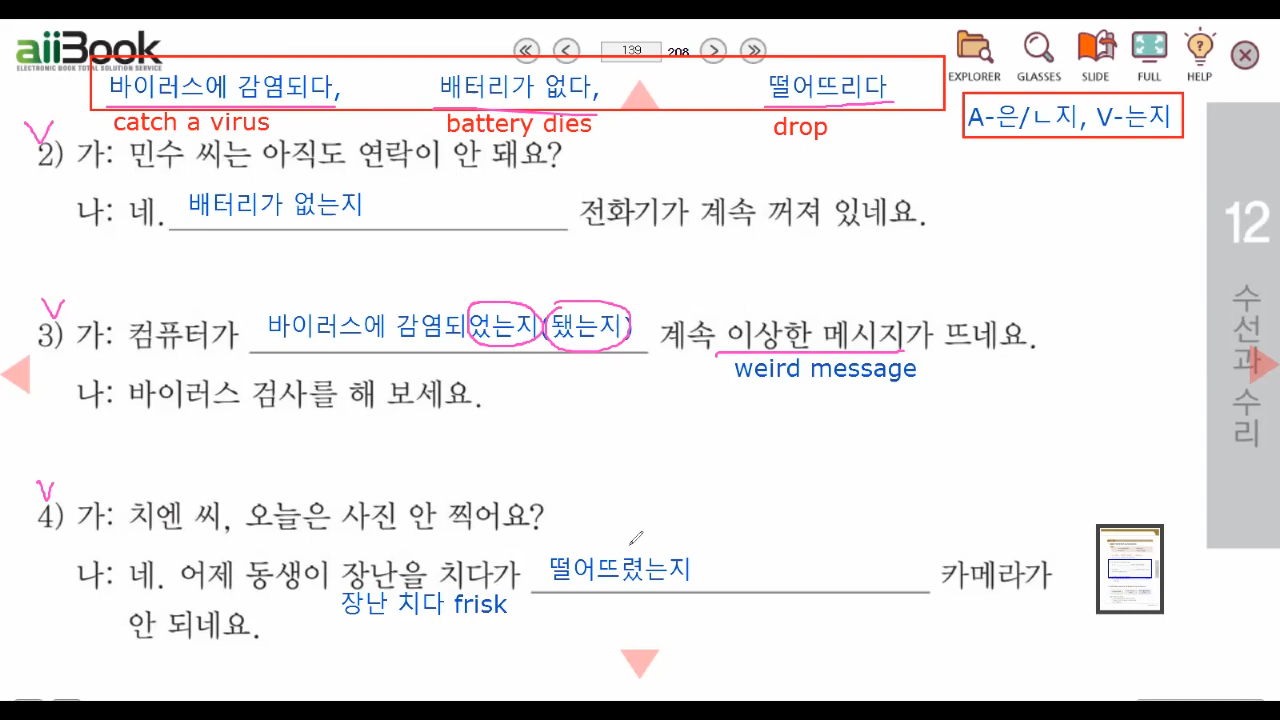 aiiBook
ELECTRONIC BOOK TOTAL SOLUTION SERVICE
139 208
EXPLORER GLASSES SLIDE FULL HELP
바이러스에 감염되다, 배터리가 없다, 떨어뜨리다
catch a virus battery dies drop
A-은/ㄴ지, V-는지
2) 가: 민수 씨는 아직도 연락이 안 돼요?
나: 네. 배터리가 없는지 전화기가 계속 꺼져 있네요.
3) 가: 컴퓨터가 바이러스에 감염되었는지(됐는지) 계속 이상한 메시지가 뜨네요.
weird message
나: 바이러스 검사를 해 보세요.
4) 가: 치엔 씨, 오늘은 사진 안 찍어요?
나: 네. 어제 동생이 장난을 치다가 떨어뜨렸는지 카메라가
장난 치다 frisk
안 되네요.
12
수선과 수리